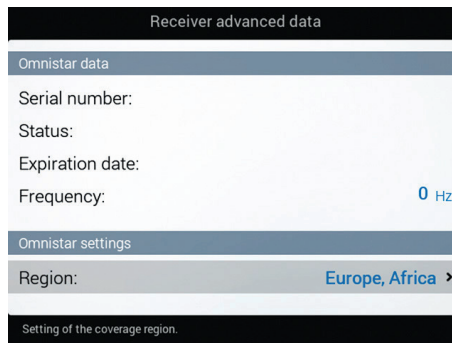 Receiver advanced data
Omnistar data
Serial number:
Status:
Expiration date:
Frequency: 0 Hz
Omnistar settings
Region: Europe, Africa
Setting of the coverage region.